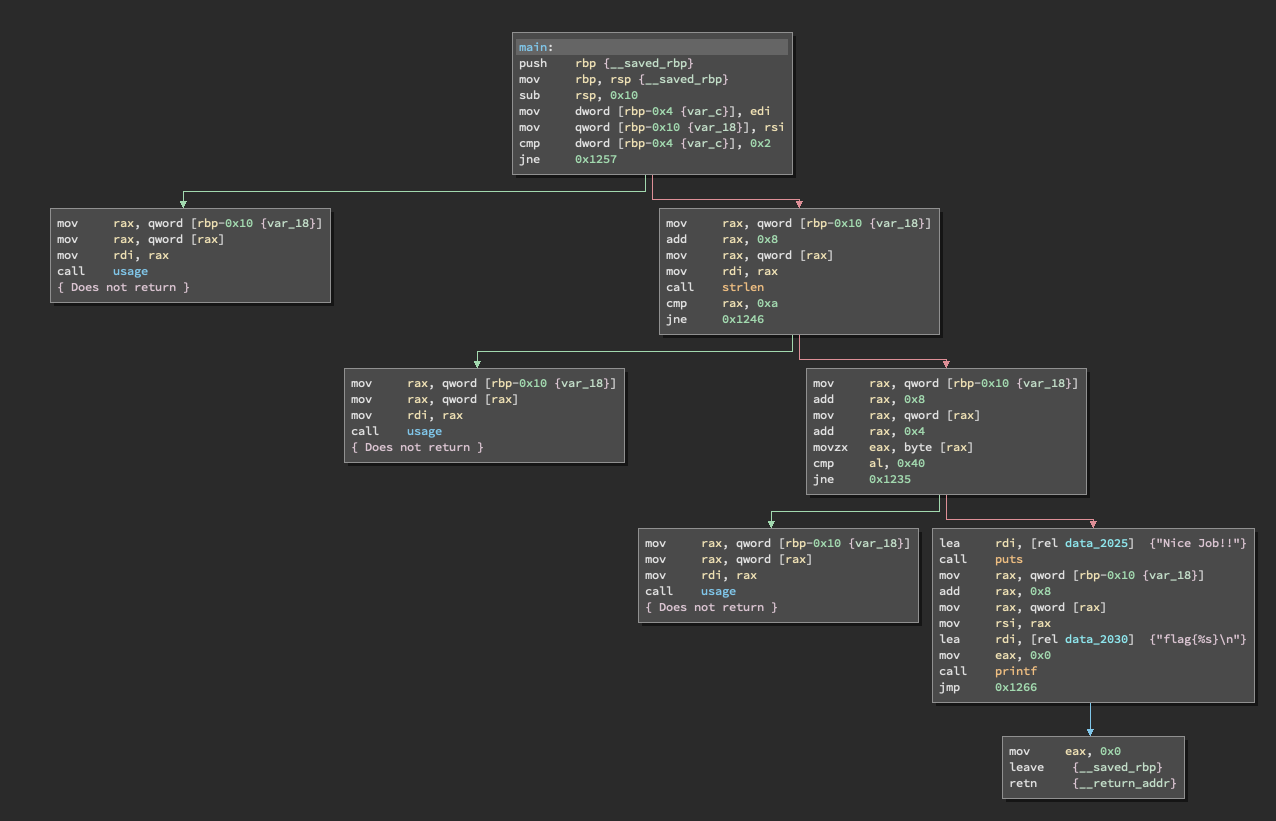 main:
push rbp {__saved_rbp}
mov rbp, rsp {__saved_rbp}
sub rsp, 0x10
mov dword [rbp-0x4 {var_c}], edi
mov qword [rbp-0x10 {var_18}], rsi
cmp dword [rbp-0x4 {var_c}], 0x2
jne 0x1257
mov rax, qword [rbp-0x10 {var_18}]
mov rax, qword [rax]
mov rdi, rax
call usage
{ Does not return }
mov rax, qword [rbp-0x10 {var_18}]
add rax, 0x8
mov rax, qword [rax]
mov rdi, rax
call strlen
cmp rax, 0xa
jne 0x1246
mov rax, qword [rbp-0x10 {var_18}]
mov rax, qword [rax]
mov rdi, rax
call usage
{ Does not return }
mov rax, qword [rbp-0x10 {var_18}]
add rax, 0x8
mov rax, qword [rax]
add rax, 0x4
movzx eax, byte [rax]
cmp al, 0x40
jne 0x1235
mov rax, qword [rbp-0x10 {var_18}]
mov rax, qword [rax]
mov rdi, rax
call usage
{ Does not return }
lea rdi, [rel data_2025] {"Nice Job!!"}
call puts
mov rax, qword [rbp-0x10 {var_18}]
add rax, 0x8
mov rax, qword [rax]
mov rsi, rax
lea rdi, [rel data_2030] {"flag{%s}\n"}
mov eax, 0x0
call printf
jmp 0x1266
mov eax, 0x0
leave {__saved_rbp}
retn {__return_addr}